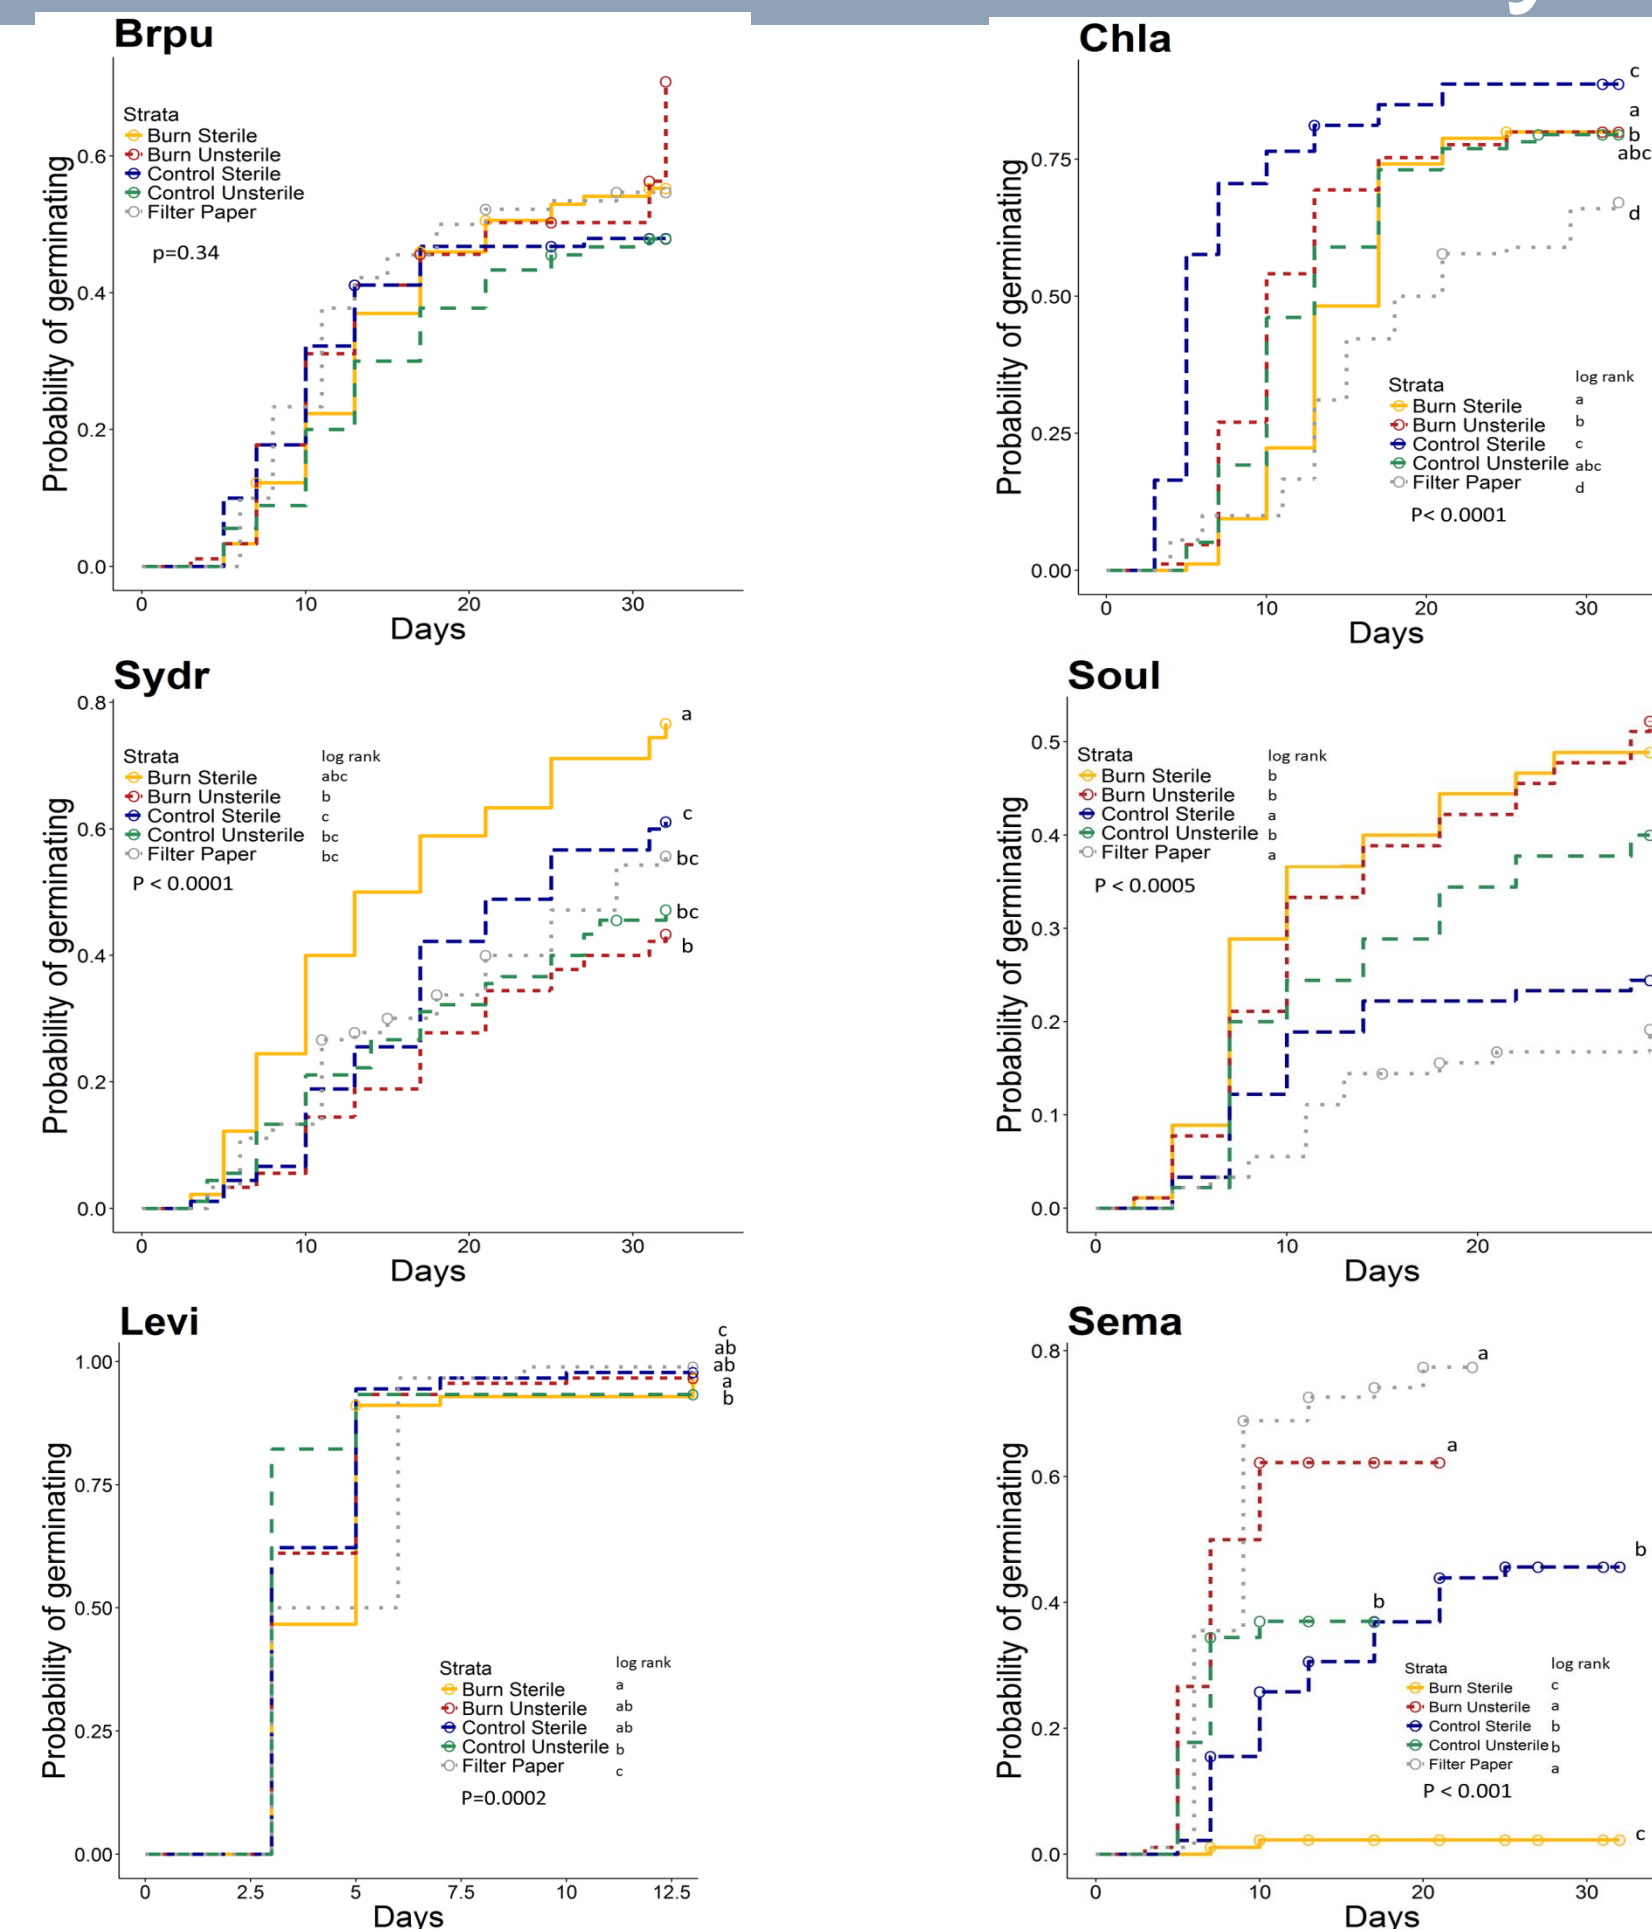 Brpu
Probability of germinating
0.6
0.4
0.2
0.0
Strata
Burn Sterile
Burn Unsterile
Control Sterile
Control Unsterile
Filter Paper
p=0.34
0 10 20 30
Days
Chla
Probability of germinating
0.75
0.50
0.25
0.00
c
a
b
abc
d
Strata log rank
Burn Sterile a
Burn Unsterile b
Control Sterile c
Control Unsterile abc
Filter Paper d
P< 0.0001
0 10 20 30
Days
Sydr
Probability of germinating
0.8
0.6
0.4
0.2
0.0
Strata log rank
Burn Sterile abc
Burn Unsterile b
Control Sterile c
Control Unsterile bc
Filter Paper bc
P < 0.0001
a
c
bc
bc
b
0 10 20 30
Days
Soul
Probability of germinating
0.5
0.4
0.3
0.2
0.1
0.0
Strata log rank
Burn Sterile b
Burn Unsterile b
Control Sterile a
Control Unsterile b
Filter Paper a
P < 0.0005
0 10 20
Days
Levi
Probability of germinating
1.00
0.75
0.50
0.25
0.00
c
ab
ab
a
b
Strata log rank
Burn Sterile a
Burn Unsterile ab
Control Sterile ab
Control Unsterile b
Filter Paper c
P=0.0002
0 2.5 5 7.5 10 12.5
Days
Sema
Probability of germinating
0.8
0.6
0.4
0.2
0.0
a
a
b
b
Strata log rank
Burn Sterile c
Burn Unsterile a
Control Sterile b
Control Unsterile b
Filter Paper a
P < 0.001
c
0 10 20 30
Days